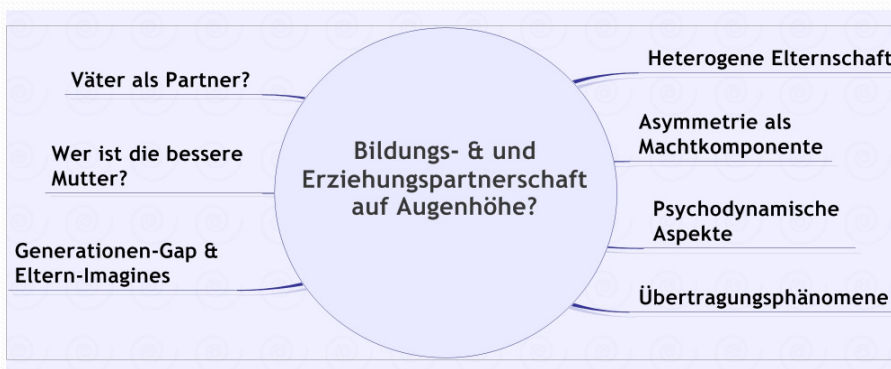 Väter als Partner?
Wer ist die bessere
Mutter?
Generationen-Gap &
Eltern-Imagines
Bildungs- & und
Erziehungspartnerschaft
auf Augenhöhe?
Heterogene Elternschaft
Asymmetrie als
Machtkomponente
Psychodynamische
Aspekte
Übertragungsphänomene